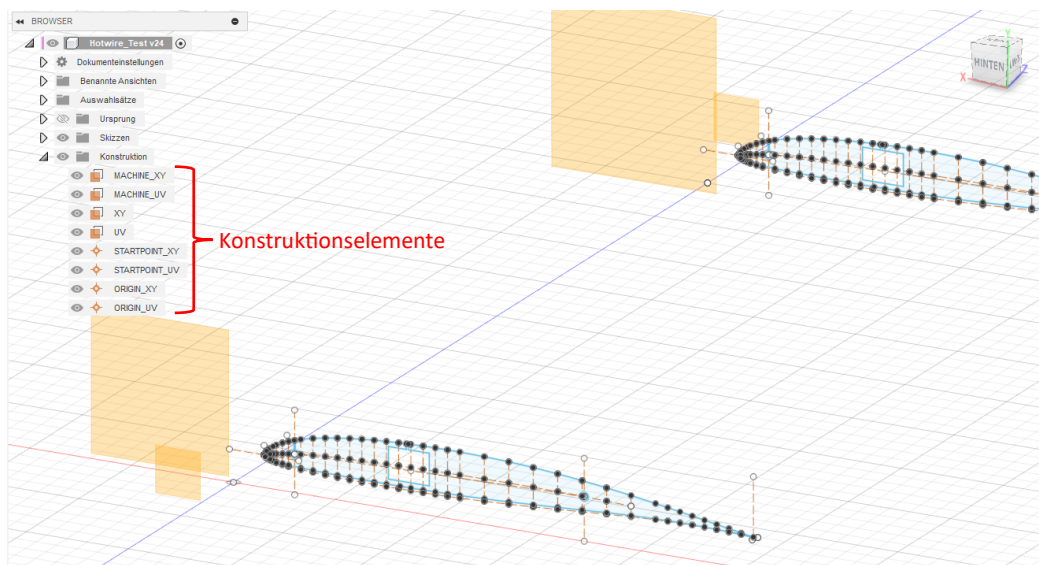 BROWSER
Hotwire_Test v24
Dokumenteinstellungen
Benannte Ansichten
Auswahlsätze
Ursprung
Skizzen
Konstruktion
MACHINE_XY
MACHINE_UV
XY
UV
STARTPOINT_XY
STARTPOINT_UV
ORIGIN_XY
ORIGIN_UV
Konstruktionselemente
Y
HINTEN
LINKS
X
Z